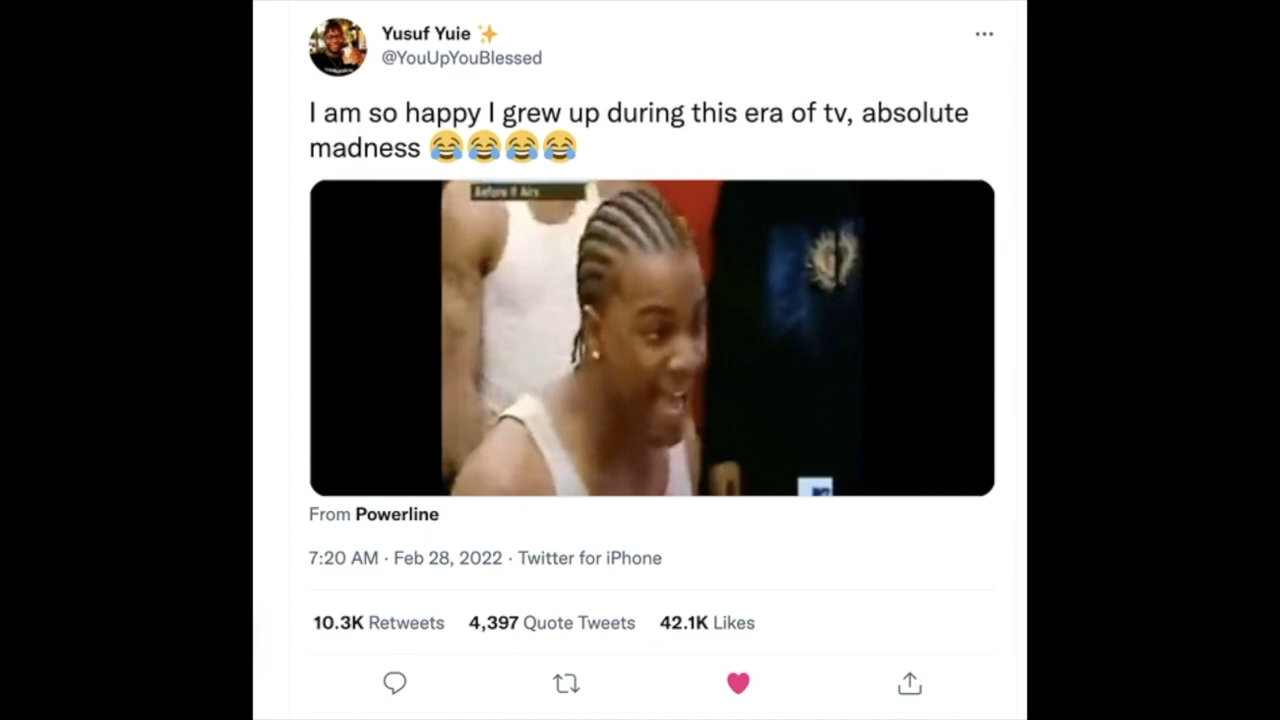 Yusuf Yuie ✨
@YouUpYouBlessed
I am so happy I grew up during this era of tv, absolute
madness 😂😂😂😂
Before It Airs
From Powerline
7:20 AM · Feb 28, 2022 · Twitter for iPhone
10.3K Retweets 4,397 Quote Tweets 42.1K Likes